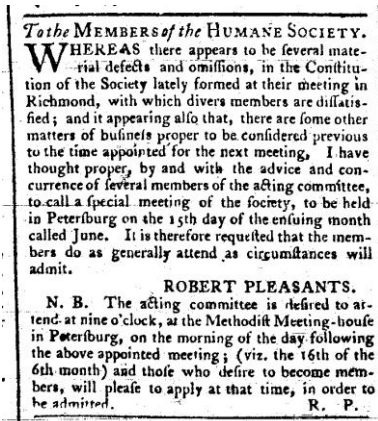 To the MEMBERS of the HUMANE SOCIETY.
WHEREAS there appears to be ſeveral mate-
rial defects and omiſſions, in the Conſtitu-
tion of the Society lately formed at their meeting in
Richmond, with which divers members are diſſatis-
fied; and it appearing alſo that, there are ſome other
matters of buſineſs proper to be conſidered previous
to the time appointed for the next meeting, I have
thought proper, by and with the advice and con-
currence of ſeveral members of the acting committee,
to call a ſpecial meeting of the ſociety, to be held
in Peterſburg on the 15th day of the enſuing month
called June. It is therefore requeſted that the mem-
bers do as generally attend as circumſtances will
admit.
ROBERT PLEASANTS.
N. B. The acting committee is deſired to at-
tend at nine o'clock, at the Methodiſt Meeting-houſe
in Peterſburg, on the morning of the day following
the above appointed meeting; (viz. the 16th of the
6th month) and thoſe who deſire to become mem-
bers, will pleaſe to apply at that time, in order to
be admitted. R. P.